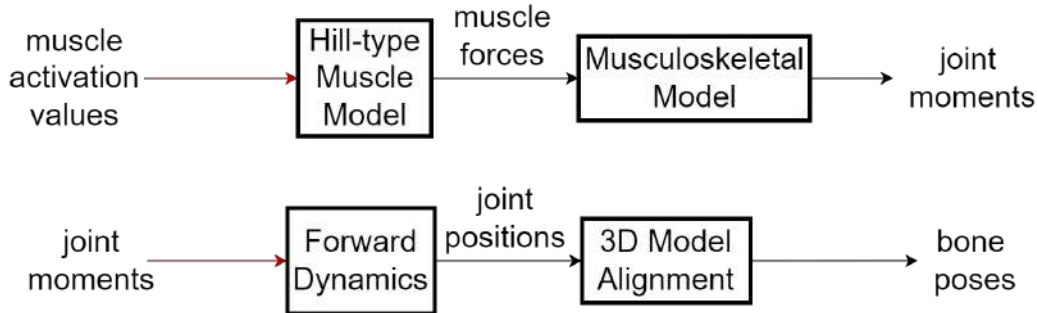 muscle
activation
values
Hill-type
Muscle
Model
muscle
forces
Musculoskeletal
Model
joint
moments
joint
moments
Forward
Dynamics
joint
positions
3D Model
Alignment
bone
poses